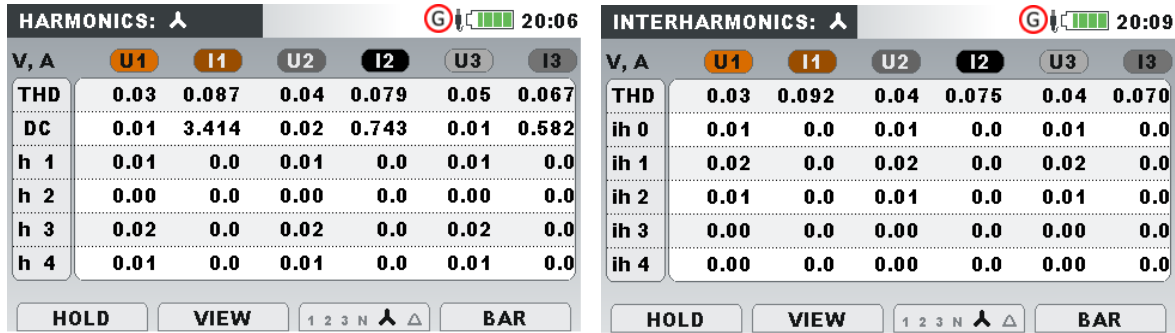 HARMONICS: G 20:06
V, A U1 I1 U2 I2 U3 I3
THD 0.03 0.087 0.04 0.079 0.05 0.067
DC 0.01 3.414 0.02 0.743 0.01 0.582
h 1 0.01 0.0 0.01 0.0 0.01 0.0
h 2 0.00 0.0 0.00 0.0 0.00 0.0
h 3 0.02 0.0 0.02 0.0 0.02 0.0
h 4 0.01 0.0 0.01 0.0 0.01 0.0
HOLD VIEW 1 2 3 N BAR
INTERHARMONICS: G 20:09
V, A U1 I1 U2 I2 U3 I3
THD 0.03 0.092 0.04 0.075 0.04 0.070
ih 0 0.01 0.0 0.01 0.0 0.01 0.0
ih 1 0.02 0.0 0.02 0.0 0.02 0.0
ih 2 0.01 0.0 0.01 0.0 0.01 0.0
ih 3 0.00 0.0 0.00 0.0 0.00 0.0
ih 4 0.00 0.0 0.00 0.0 0.00 0.0
HOLD VIEW 1 2 3 N BAR